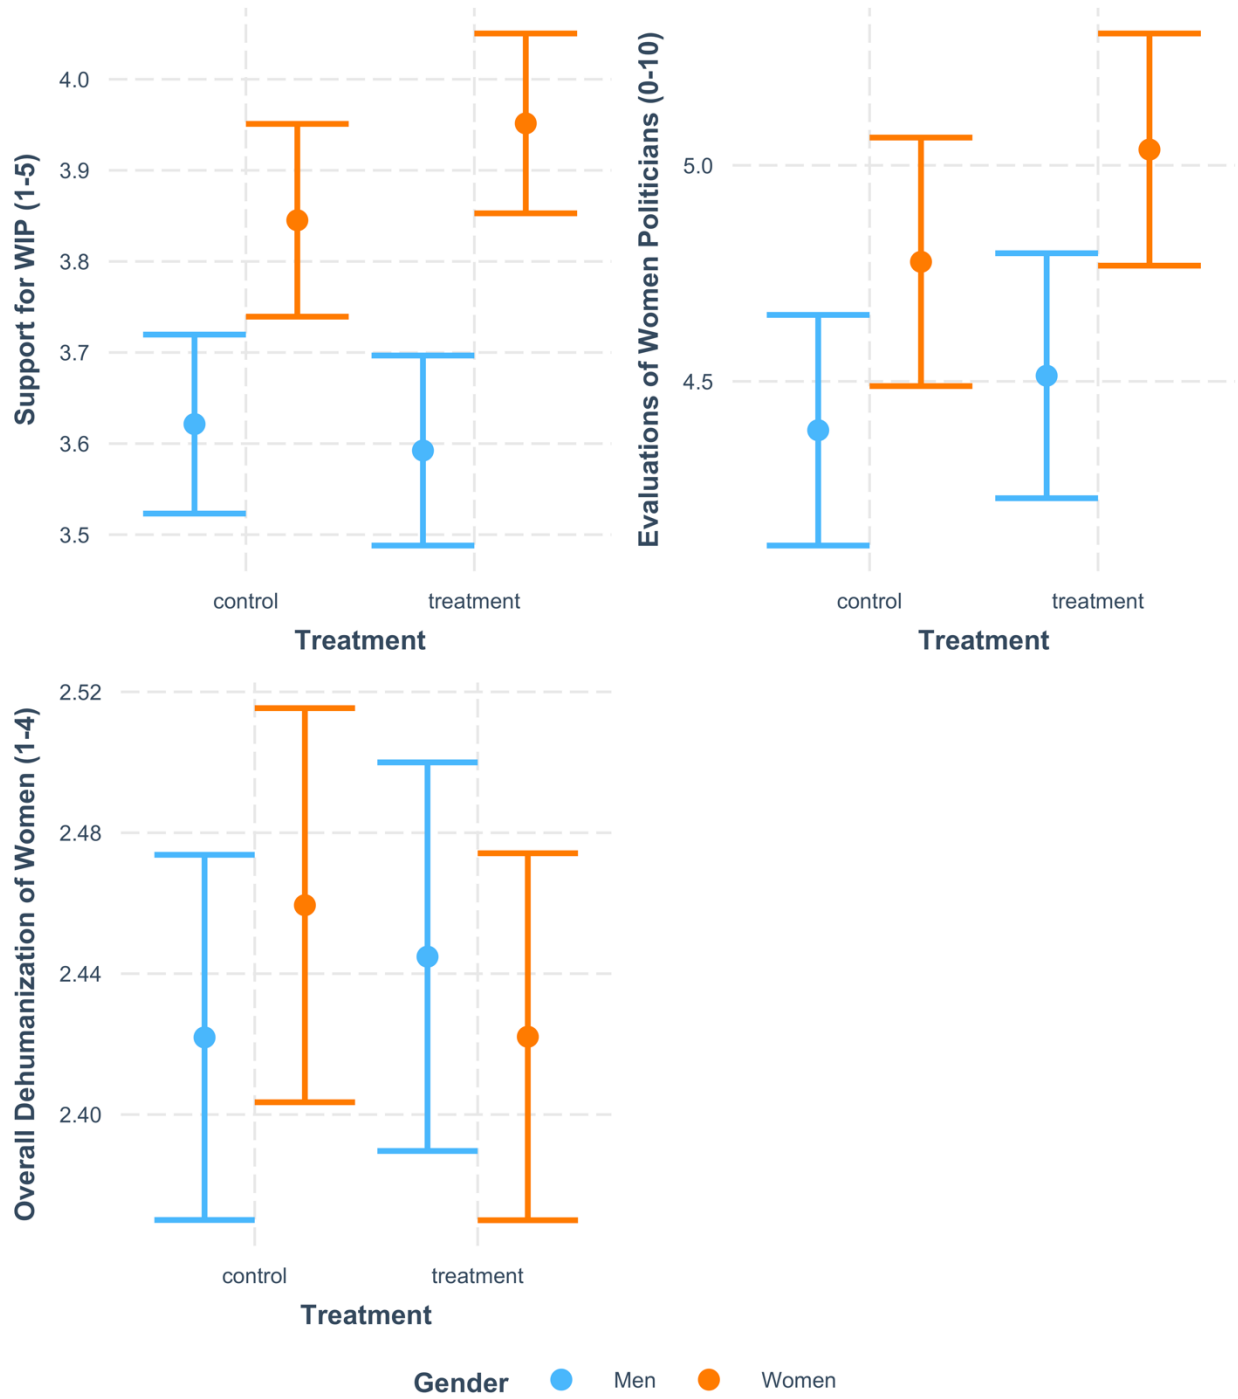 Support for WIP (1-5)
4.0
3.9
3.8
3.7
3.6
3.5
control
treatment
Treatment
Evaluations of Women Politicians (0-10)
5.0
4.5
control
treatment
Treatment
Overall Dehumanization of Women (1-4)
2.52
2.48
2.44
2.40
control
treatment
Treatment
Gender Men Women